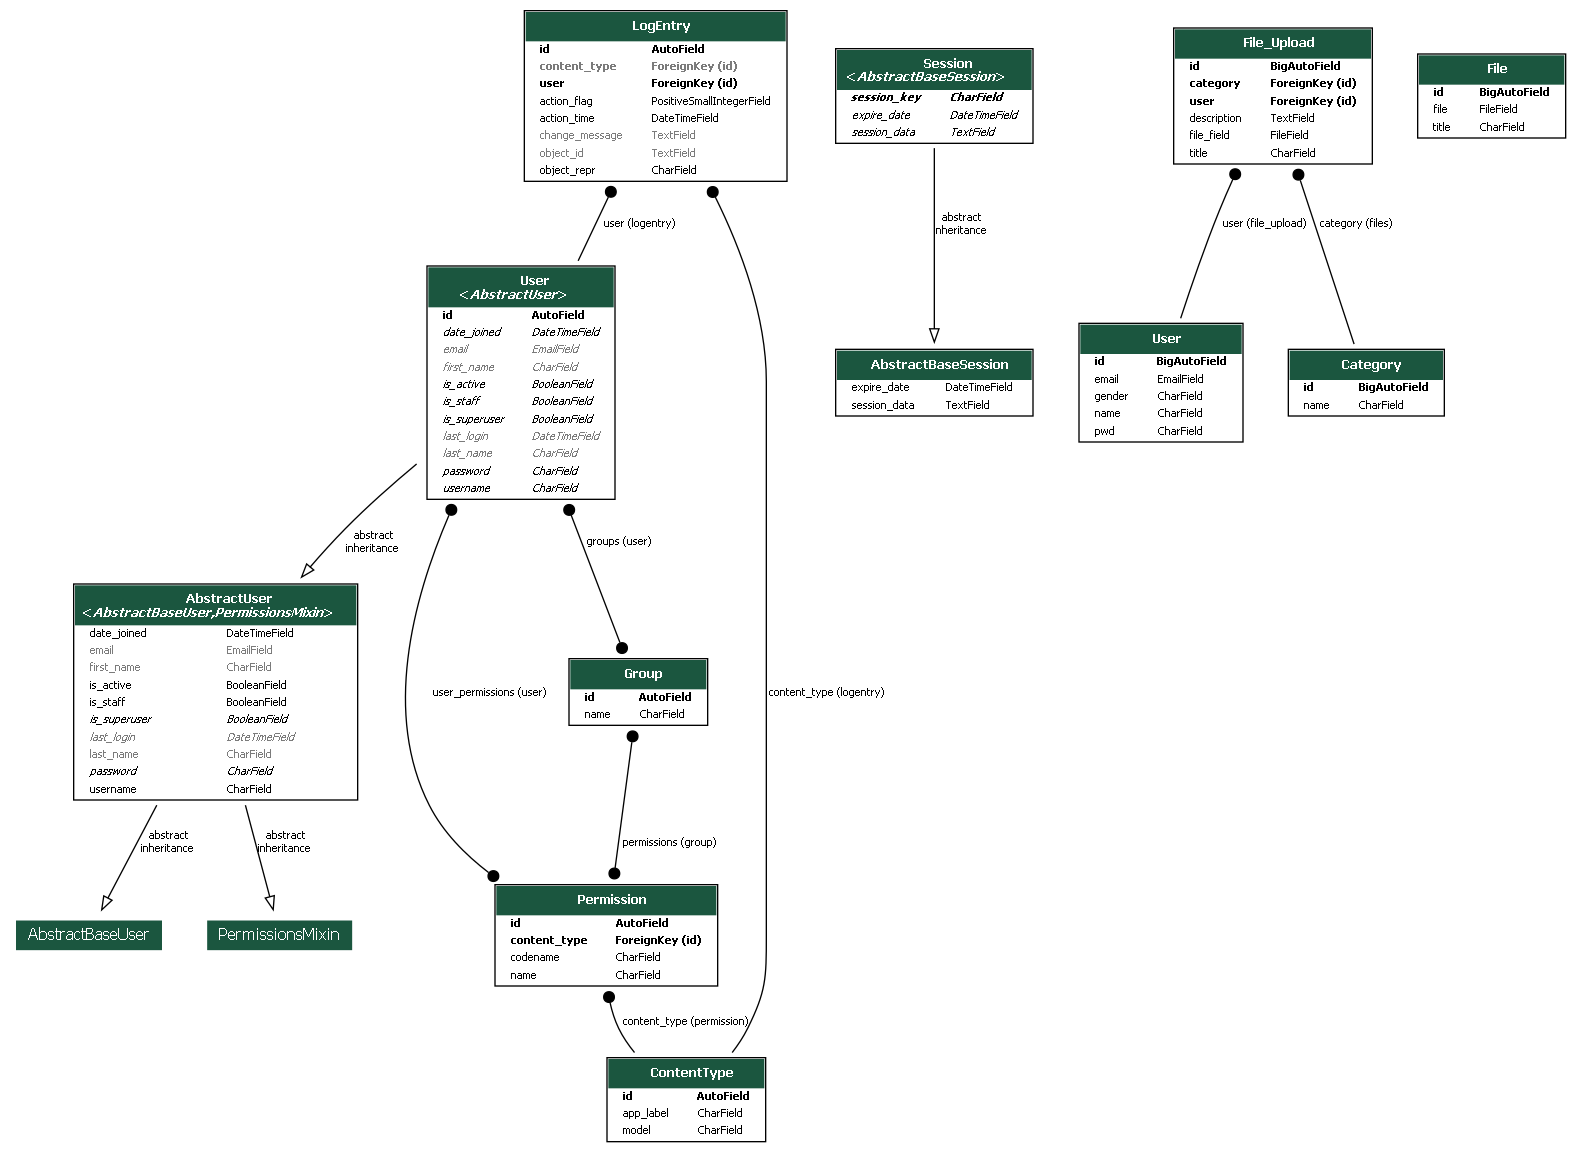 LogEntry
id AutoField
content_type ForeignKey (id)
user ForeignKey (id)
action_flag PositiveSmallIntegerField
action_time DateTimeField
change_message TextField
object_id TextField
object_repr CharField
Session
<AbstractBaseSession>
session_key CharField
expire_date DateTimeField
session_data TextField
File_Upload
id BigAutoField
category ForeignKey (id)
user ForeignKey (id)
description TextField
file_field FileField
title CharField
File
id BigAutoField
file FileField
title CharField
user (logentry)
abstract
inheritance
user (file_upload)
category (files)
User
<AbstractUser>
id AutoField
date_joined DateTimeField
email EmailField
first_name CharField
is_active BooleanField
is_staff BooleanField
is_superuser BooleanField
last_login DateTimeField
last_name CharField
password CharField
username CharField
AbstractBaseSession
expire_date DateTimeField
session_data TextField
User
id BigAutoField
email EmailField
gender CharField
name CharField
pwd CharField
Category
id BigAutoField
name CharField
abstract
inheritance
groups (user)
AbstractUser
<AbstractBaseUser,PermissionsMixin>
date_joined DateTimeField
email EmailField
first_name CharField
is_active BooleanField
is_staff BooleanField
is_superuser BooleanField
last_login DateTimeField
last_name CharField
password CharField
username CharField
user_permissions (user)
Group
id AutoField
name CharField
content_type (logentry)
abstract
inheritance
abstract
inheritance
permissions (group)
AbstractBaseUser
PermissionsMixin
Permission
id AutoField
content_type ForeignKey (id)
codename CharField
name CharField
content_type (permission)
ContentType
id AutoField
app_label CharField
model CharField